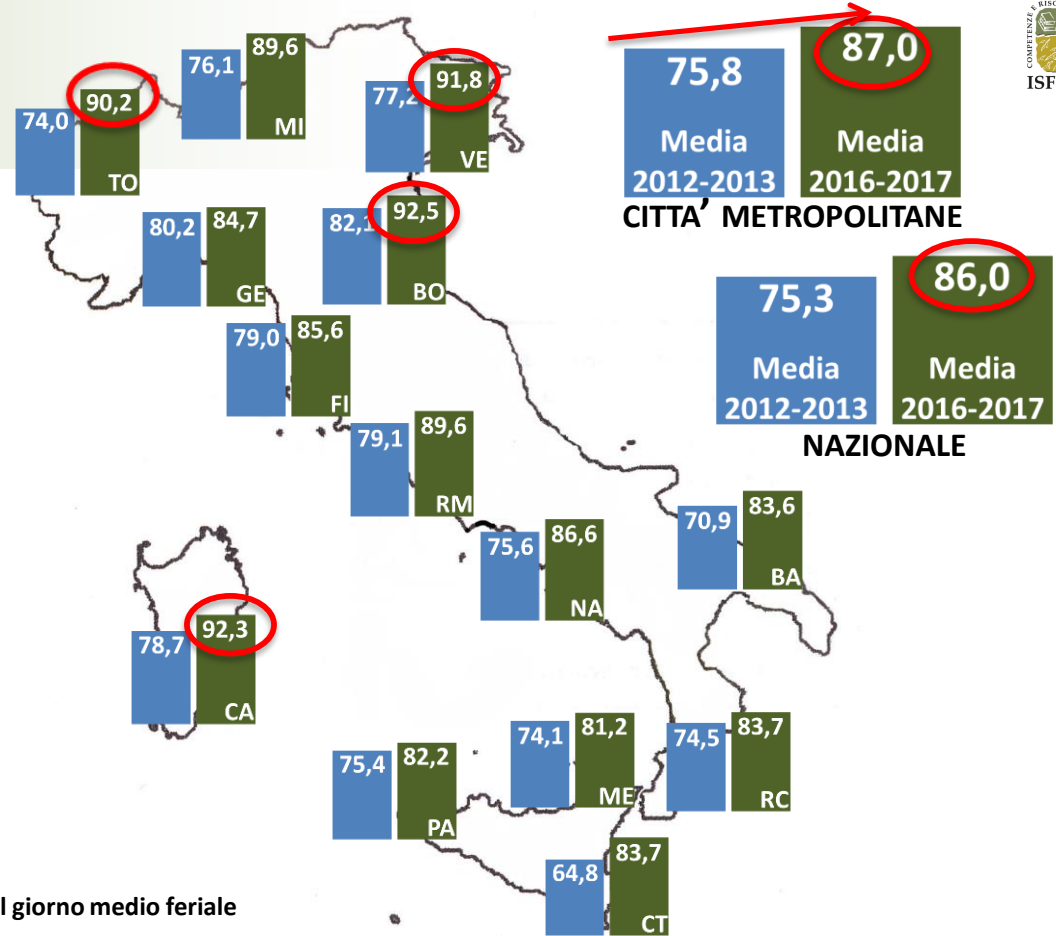 COMPETENZE E RISO
ISF
75,8
Media
2012-2013
87,0
Media
2016-2017
CITTA’ METROPOLITANE
75,3
Media
2012-2013
86,0
Media
2016-2017
NAZIONALE
74,0
90,2
TO
76,1
89,6
MI
77,2
91,8
VE
80,2
84,7
GE
82,1
92,5
BO
79,0
85,6
FI
79,1
89,6
RM
75,6
86,6
NA
70,9
83,6
BA
78,7
92,3
CA
75,4
82,2
PA
74,1
81,2
ME
74,5
83,7
RC
64,8
83,7
CT
l giorno medio feriale